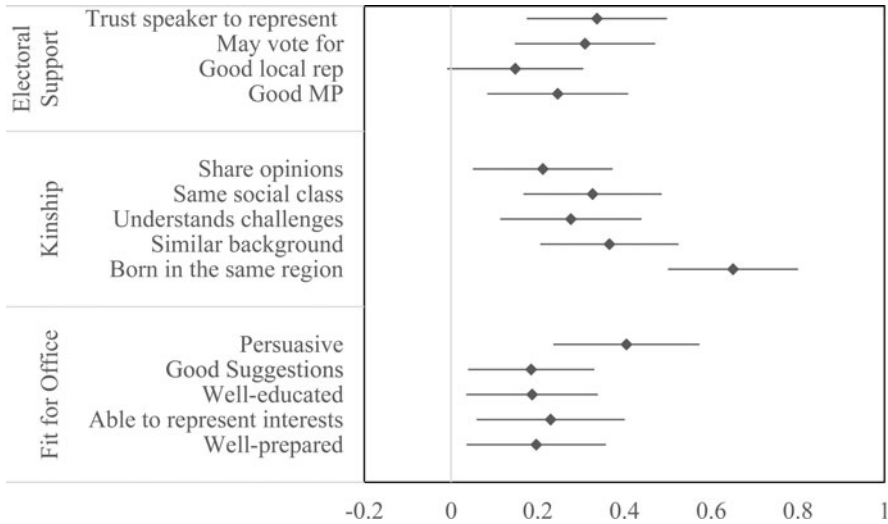 Electoral Support
Trust speaker to represent
May vote for
Good local rep
Good MP
Kinship
Share opinions
Same social class
Understands challenges
Similar background
Born in the same region
Fit for Office
Persuasive
Good Suggestions
Well-educated
Able to represent interests
Well-prepared
-0.2 0 0.2 0.4 0.6 0.8 1